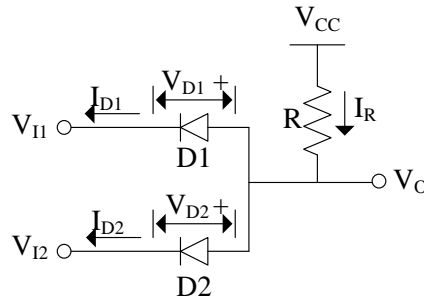 V_CC
I_D1
V_D1 +
V_I1
D1
R
I_R
V_O
I_D2
V_D2 +
V_I2
D2